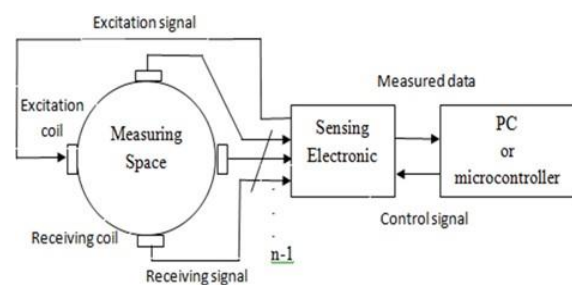 Excitation signal
Measured data
Excitation
coil
Measuring
Space
Sensing
Electronic
PC
or
microcontroller
Receiving coil
Control signal
n-1
Receiving signal